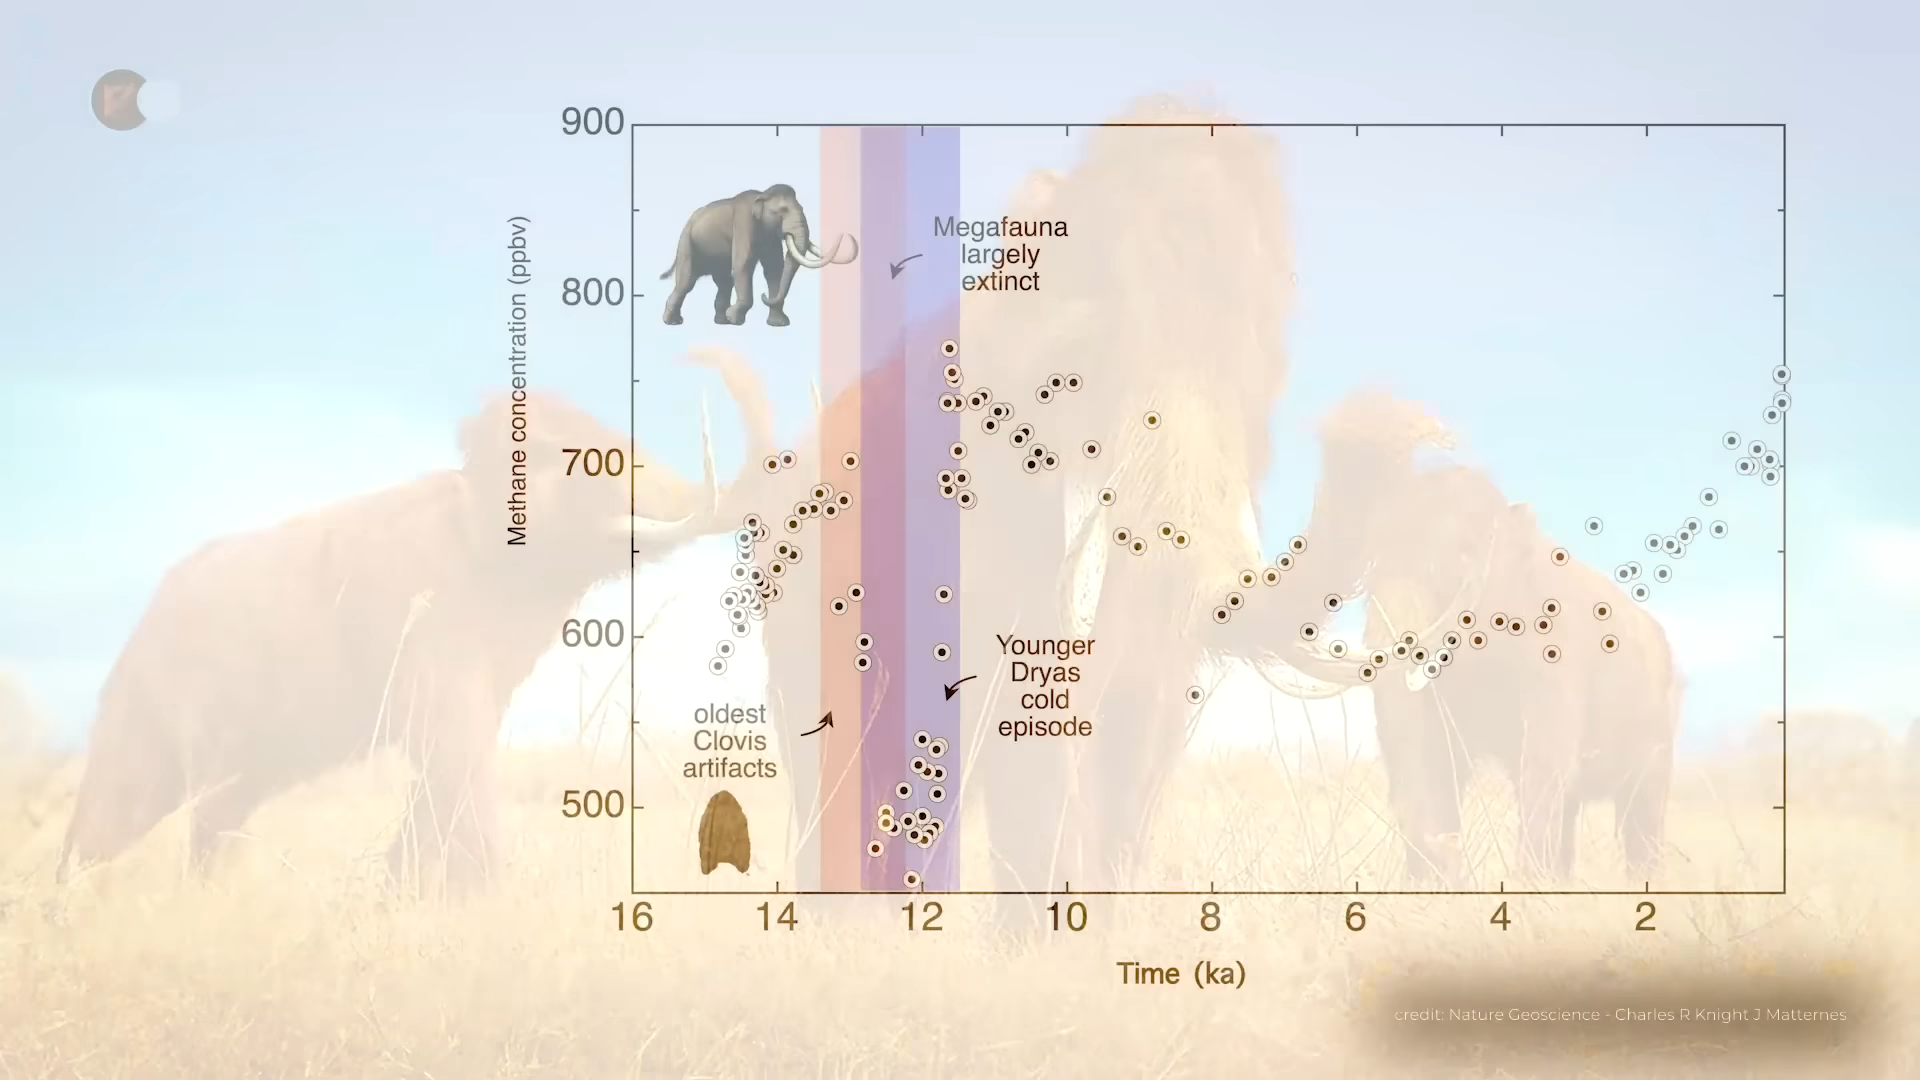 900
800
700
600
500
Methane concentration (ppbv)
Megafauna
largely
extinct
Younger
Dryas
cold
episode
oldest
Clovis
artifacts
16 14 12 10 8 6 4 2
Time (ka)
credit: Nature Geoscience - Charles R Knight J Matternes